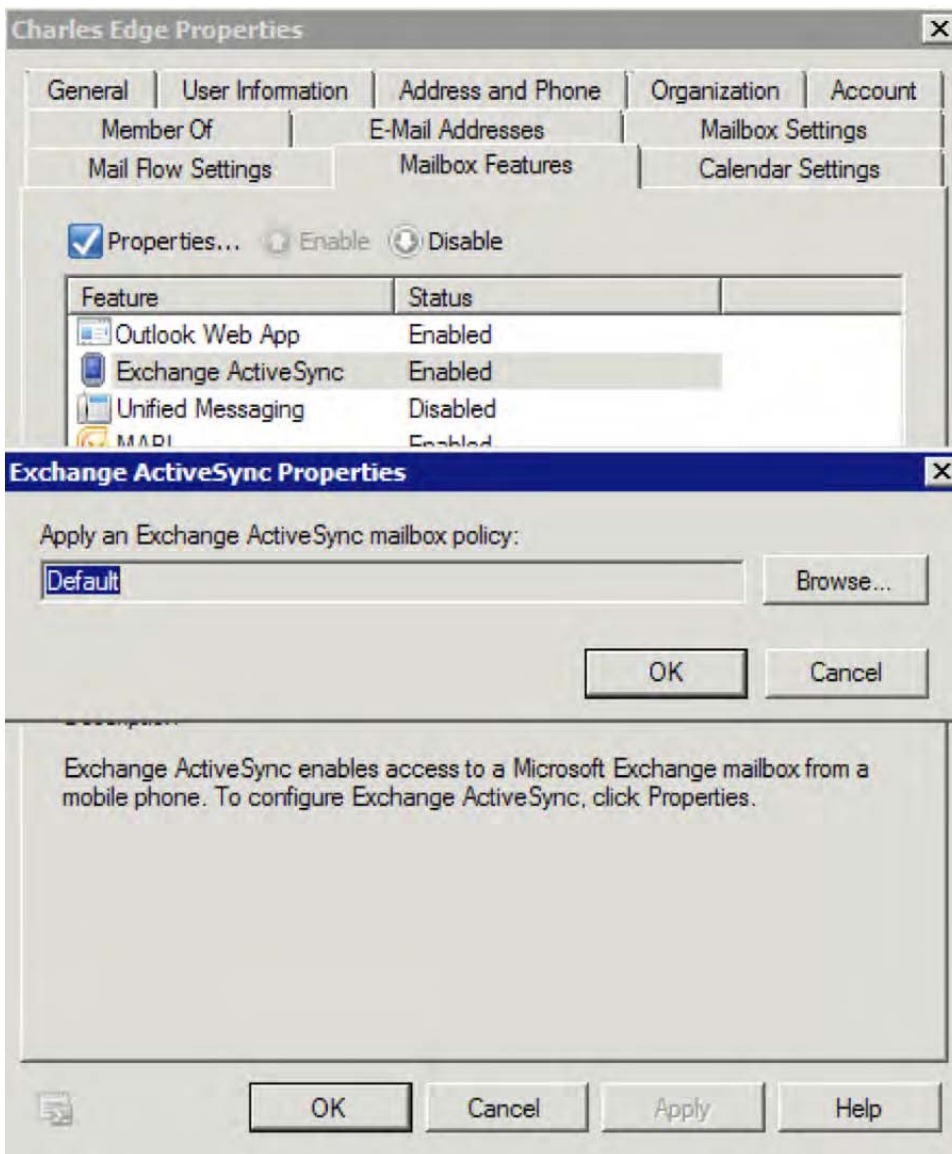 Charles Edge Properties
General User Information Address and Phone Organization Account
Member Of E-Mail Addresses Mailbox Settings
Mail Flow Settings Mailbox Features Calendar Settings
Properties... Enable Disable
Feature Status
Outlook Web App Enabled
Exchange ActiveSync Enabled
Unified Messaging Disabled
MAPI Enabled
Exchange ActiveSync Properties
Apply an Exchange ActiveSync mailbox policy:
Default Browse...
OK Cancel
Exchange ActiveSync enables access to a Microsoft Exchange mailbox from a
mobile phone. To configure Exchange ActiveSync, click Properties.
OK Cancel Apply Help